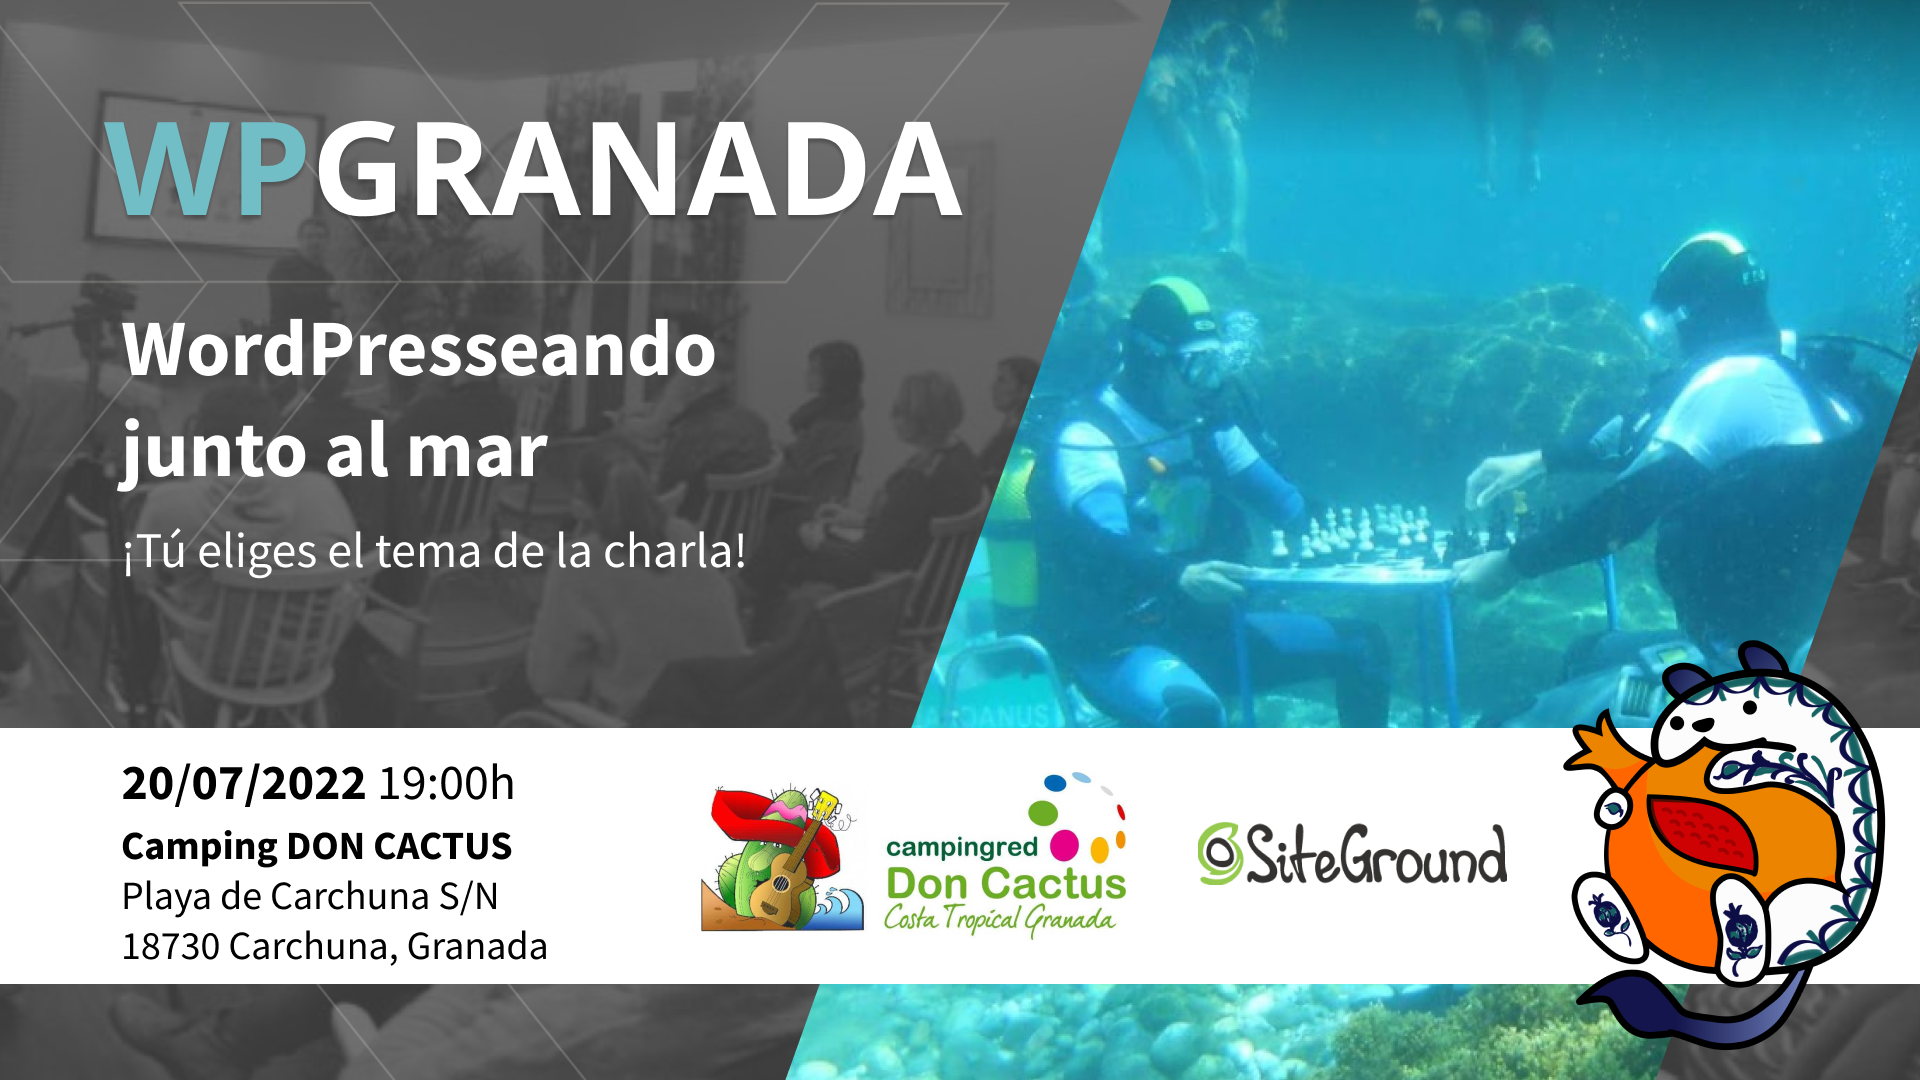 WPGRANADA
WordPresseando
junto al mar
¡Tú eliges el tema de la charla!
JANUS
20/07/2022 19:00h
Camping DON CACTUS
Playa de Carchuna S/N
18730 Carchuna, Granada
campingred
Don Cactus
Costa Tropical Granada
SiteGround